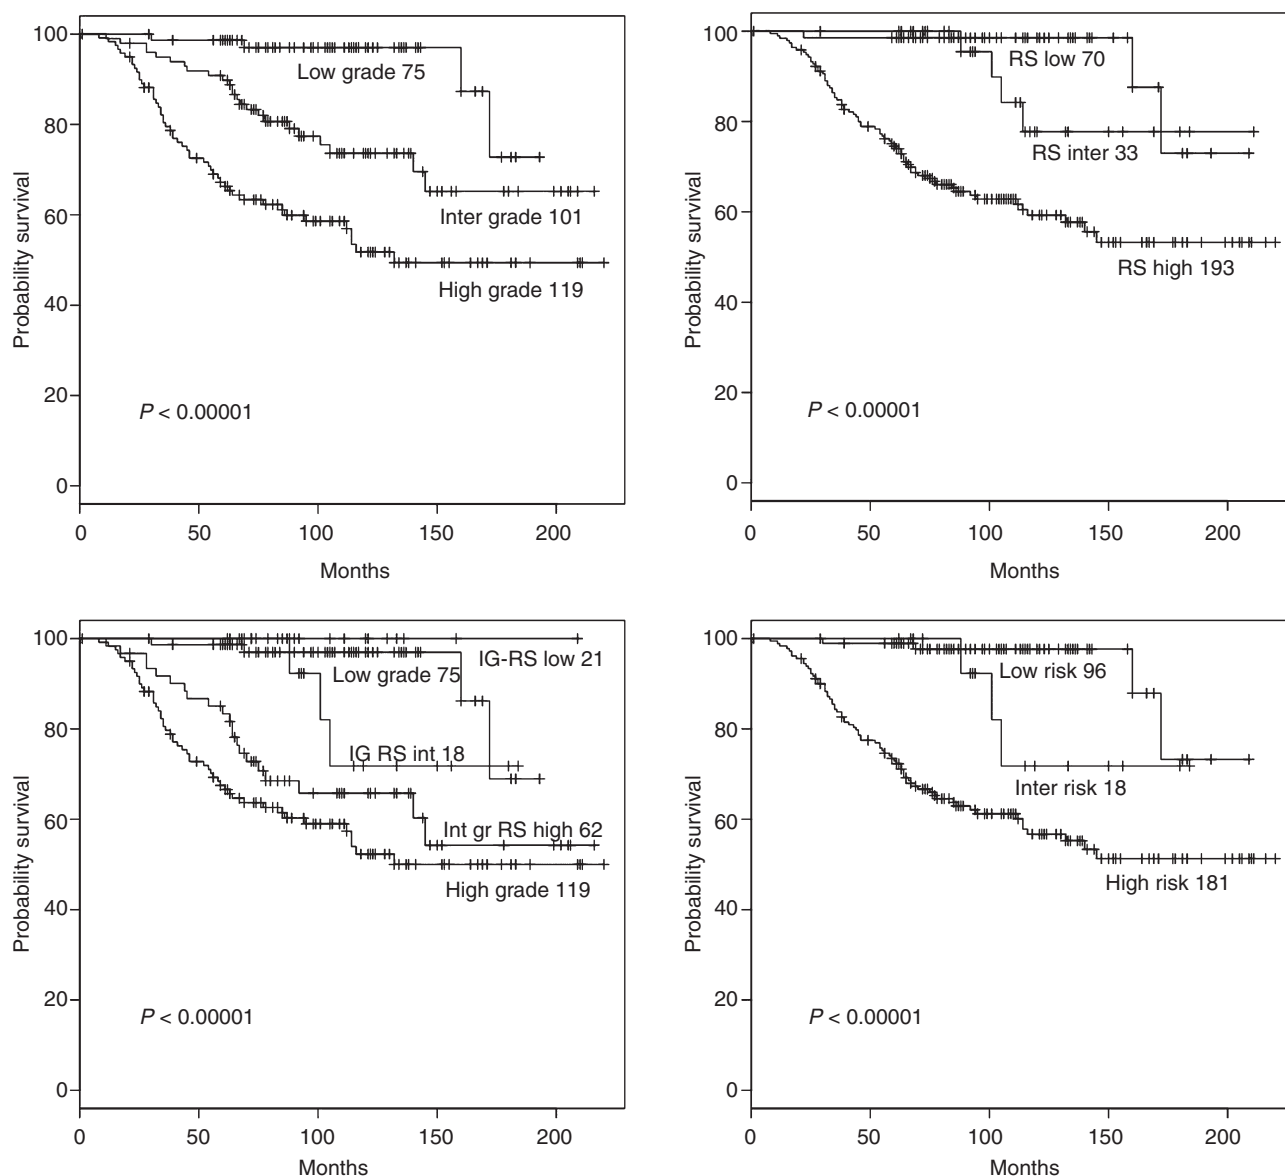 100
80
60
40
20
0
Probability survival
Low grade 75
Inter grade 101
High grade 119
P < 0.00001
0 50 100 150 200
Months
100
80
60
40
20
0
Probability survival
RS low 70
RS inter 33
RS high 193
P < 0.00001
0 50 100 150 200
Months
100
80
60
40
20
0
Probability survival
IG-RS low 21
Low grade 75
IG RS int 18
Int gr RS high 62
High grade 119
P < 0.00001
0 50 100 150 200
Months
100
80
60
40
20
0
Probability survival
Low risk 96
Inter risk 18
High risk 181
P < 0.00001
0 50 100 150 200
Months